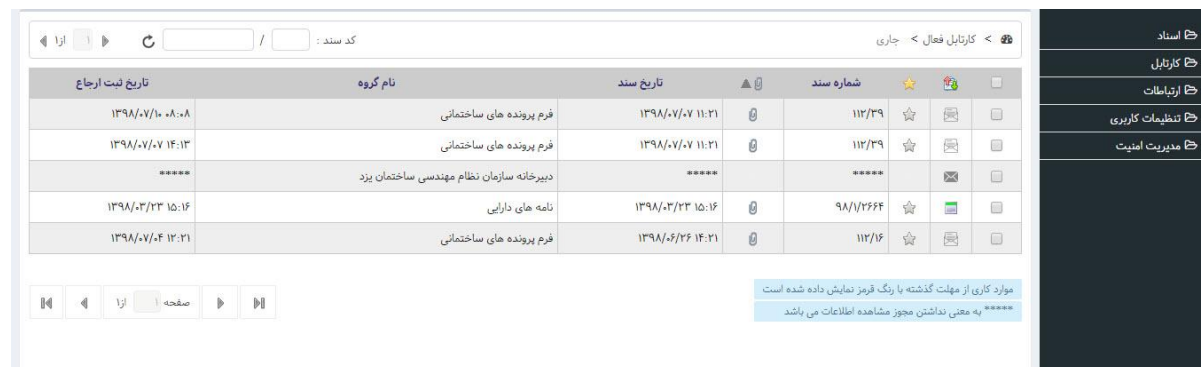 اسناد
کارتابل
ارتباطات
تنظیمات کاربری
مدیریت امنیت
> کارتابل فعال > جاری
کد سند : / ۱ از۱
شماره سند تاریخ سند نام گروه تاریخ ثبت ارجاع
۱۱۲/۳۹ ۱۳۹۸/۰۷/۰۷ ۱۱:۲۱ فرم پرونده های ساختمانی ۱۳۹۸/۰۷/۱۰ ۰۸:۰۸
۱۱۲/۳۹ ۱۳۹۸/۰۷/۰۷ ۱۱:۲۱ فرم پرونده های ساختمانی ۱۳۹۸/۰۷/۰۷ ۱۴:۱۳
***** ***** دبیرخانه سازمان نظام مهندسی ساختمان یزد *****
۹۸/۱/۲۶۶۴ ۱۳۹۸/۰۳/۲۳ ۱۵:۱۶ نامه های دارایی ۱۳۹۸/۰۳/۲۳ ۱۵:۱۶
۱۱۲/۱۶ ۱۳۹۸/۰۶/۲۶ ۱۴:۲۱ فرم پرونده های ساختمانی ۱۳۹۸/۰۷/۰۴ ۱۲:۲۱
موارد کاری از مهلت گذشته با رنگ قرمز نمایش داده شده است
***** به معنی نداشتن مجوز مشاهده اطلاعات می باشد
صفحه ۱ از۱